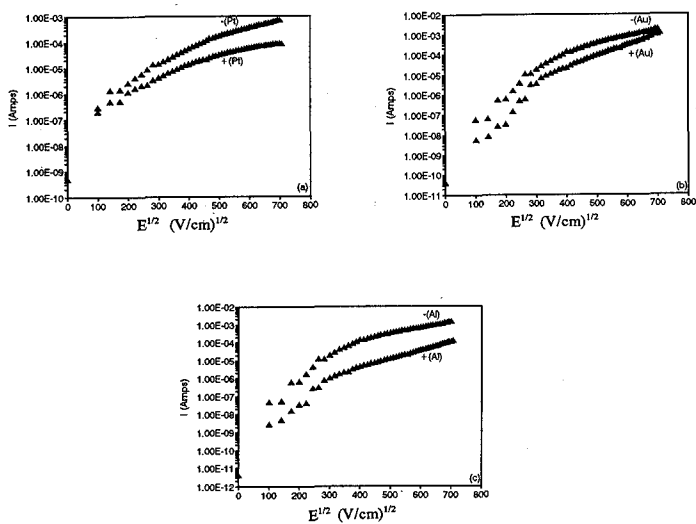 1.00E-03
1.00E-04
1.00E-05
1.00E-06
1.00E-07
1.00E-08
1.00E-09
1.00E-10
I (Amps)
-(Pt)
+(Pt)
(a)
0 100 200 300 400 500 600 700 800
E1/2 (V/cm)1/2
1.00E-02
1.00E-03
1.00E-04
1.00E-05
1.00E-06
1.00E-07
1.00E-08
1.00E-09
1.00E-10
1.00E-11
I (Amps)
-(Au)
+(Au)
(b)
0 100 200 300 400 500 600 700 800
E1/2 (V/cm)1/2
1.00E-02
1.00E-03
1.00E-04
1.00E-05
1.00E-06
1.00E-07
1.00E-08
1.00E-09
1.00E-10
1.00E-11
1.00E-12
I (Amps)
-(Al)
+(Al)
(c)
0 100 200 300 400 500 600 700 800
E1/2 (V/cm)1/2